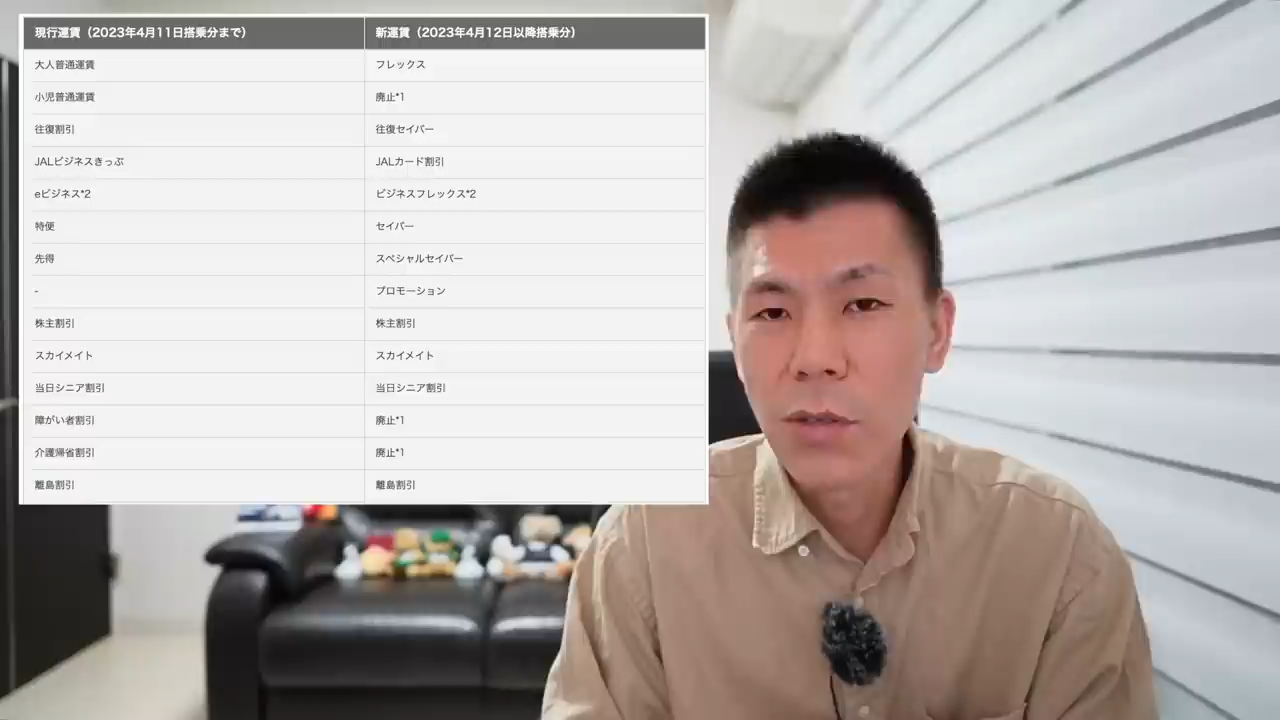 現行運賃（2023年4月11日搭乗分まで） 新運賃（2023年4月12日以降搭乗分）
大人普通運賃 フレックス
小児普通運賃 廃止*1
往復割引 往復セイバー
JALビジネスきっぷ JALカード割引
eビジネス*2 ビジネスフレックス*2
特便 セイバー
先得 スペシャルセイバー
- プロモーション
株主割引 株主割引
スカイメイト スカイメイト
当日シニア割引 当日シニア割引
障がい者割引 廃止*1
介護帰省割引 廃止*1
離島割引 離島割引